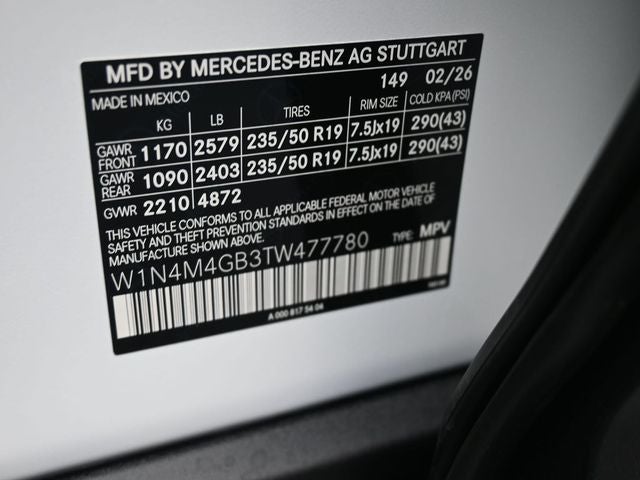 MFD BY MERCEDES-BENZ AG STUTTGART
149 02/26
MADE IN MEXICO
KG LB TIRES RIM SIZE COLD KPA(PSI)
GAWR FRONT 1170 2579 235/50 R19 7.5Jx19 290(43)
GAWR REAR 1090 2403 235/50 R19 7.5Jx19 290(43)
GVWR 2210 4872
THIS VEHICLE CONFORMS TO ALL APPLICABLE FEDERAL MOTOR VEHICLE
SAFETY AND THEFT PREVENTION STANDARDS IN EFFECT ON THE DATE OF
MANUFACTURE SHOWN ABOVE.
W1N4M4GB3TW477780 TYPE: MPV
A 000 817 54 04